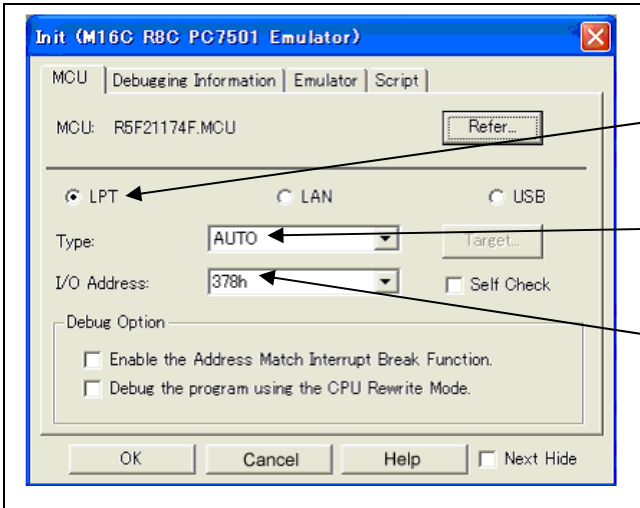 Init (M16C R8C PC7501 Emulator)
MCU Debugging Information Emulator Script
MCU: R5F21174F.MCU Refer...
LPT LAN USB
Type: AUTO Target...
I/O Address: 378h Self Check
Debug Option
Enable the Address Match Interrupt Break Function.
Debug the program using the CPU Rewrite Mode.
OK Cancel Help Next Hide